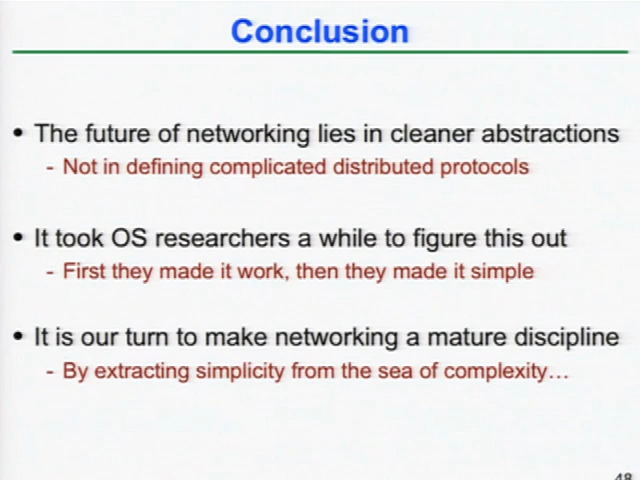 Conclusion
• The future of networking lies in cleaner abstractions
- Not in defining complicated distributed protocols
• It took OS researchers a while to figure this out
- First they made it work, then they made it simple
• It is our turn to make networking a mature discipline
- By extracting simplicity from the sea of complexity…
48